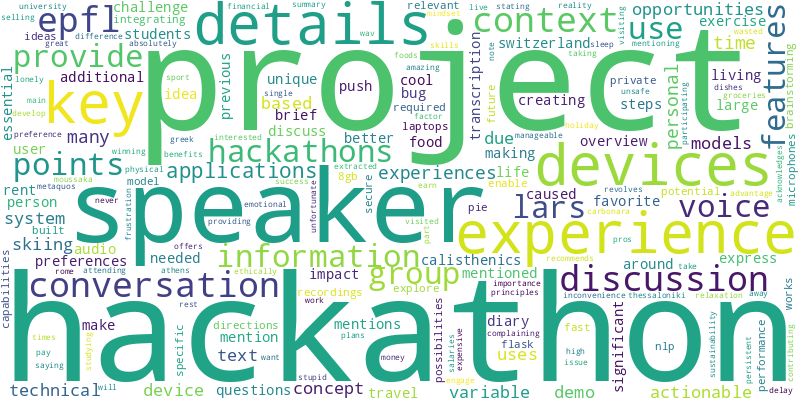 epfl details context use opportunities
challenge integrating relevant exercise
ideas students switzerland time
provide project features
additional previous unique push cool transcription personal private living
key idea bug creating steps large
many based brief required laptops overview models
user discuss better food due making
points hackathons devices
applications experiences life
rent person 8gb caused potential favorite
system built speaker lars voice
skiing audio information experience
preferences needed calisthenics around express
conversation group mentioned discussion
impact explore
recordings
make mentions possibilities diary fast significant
directions flask
mention text uses nlp
hackathon
technical device questions concept travel variable demo actionable
specific
essential
brainstorming
microphones
capabilities
performance
works
university
selling
financial
summary
wav
live
stating
reality
mindset
visiting
note
mentioning
sleep
unsafe
taking
participating
groceries
dishes
wasted
great
difference
absolutely
lonely
main
develop
sport
skills
single
foods
amazing
factor
future
interested
greek
benefits
winning
physical
preference
moussaka
metaquos
never
model
extracted
success
secure
enable
earn
manageable
holiday
revolves
advantage
pie
carbonara
pros
acknowledges
frustration
providing
emotional
unfortunate
visited
part
offers
ethically
recommends
rome
athens
attending
rest
work
plans
money
stupid
importance
principles
complaining
expensive
salaries
engage
high
issue
inconvenience
thessaloniki
relaxation
away
take
sustainability
persistent
contributing
delay
times
pay
saying
studying
will
want